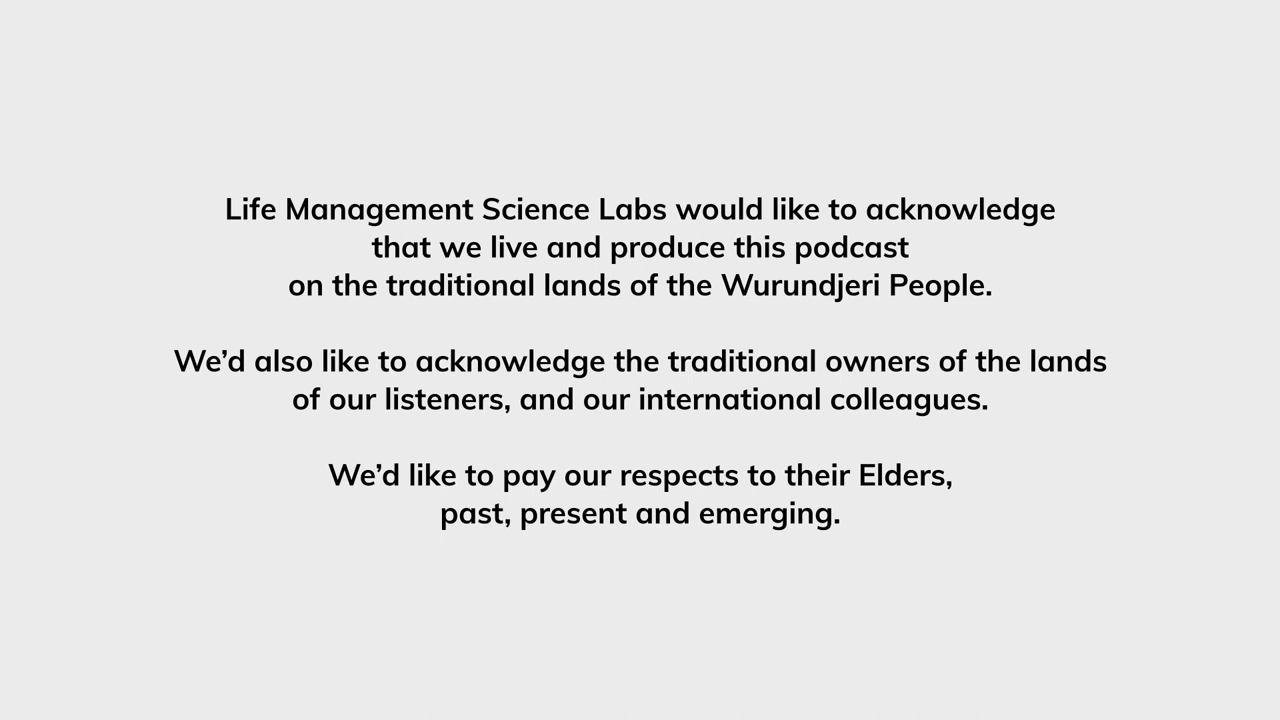 Life Management Science Labs would like to acknowledge
that we live and produce this podcast
on the traditional lands of the Wurundjeri People.
We’d also like to acknowledge the traditional owners of the lands
of our listeners, and our international colleagues.
We’d like to pay our respects to their Elders,
past, present and emerging.